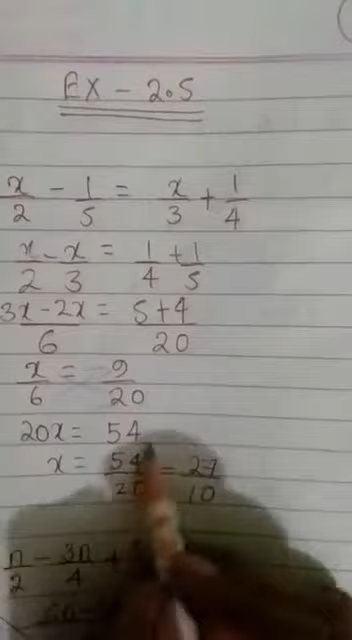 EX - 2.5
x/2 - 1/5 = x/3 + 1/4
x/2 - x/3 = 1/4 + 1/5
3x-2x/6 = 5+4/20
x/6 = 9/20
20x = 54
x = 54/20 = 27/10
n/2 - 3n/4 +
6n -